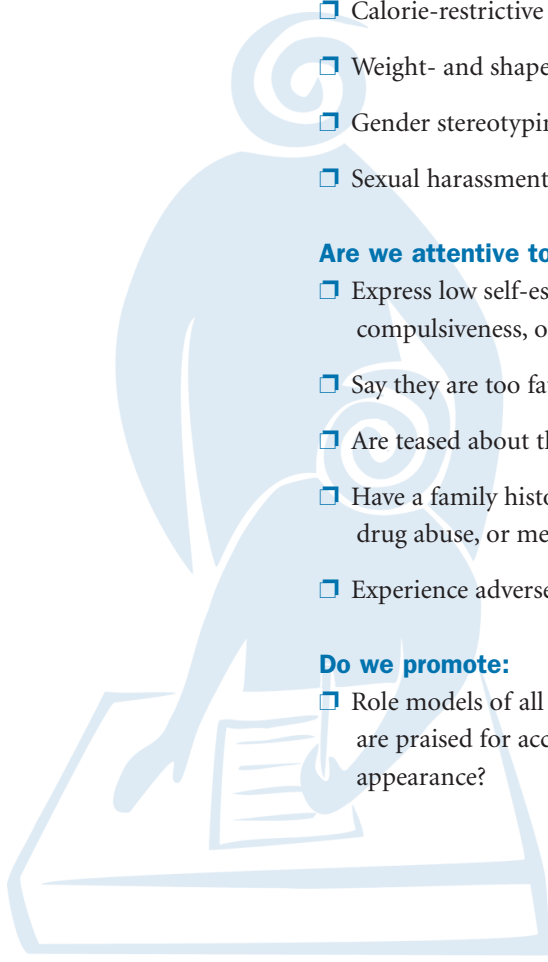 ❒ Calorie-restrictive
❒ Weight- and shape
❒ Gender stereotypin
❒ Sexual harassment
Are we attentive to
❒ Express low self-es
compulsiveness, o
❒ Say they are too fa
❒ Are teased about th
❒ Have a family histo
drug abuse, or me
❒ Experience adverse
Do we promote:
❒ Role models of all
are praised for acc
appearance?